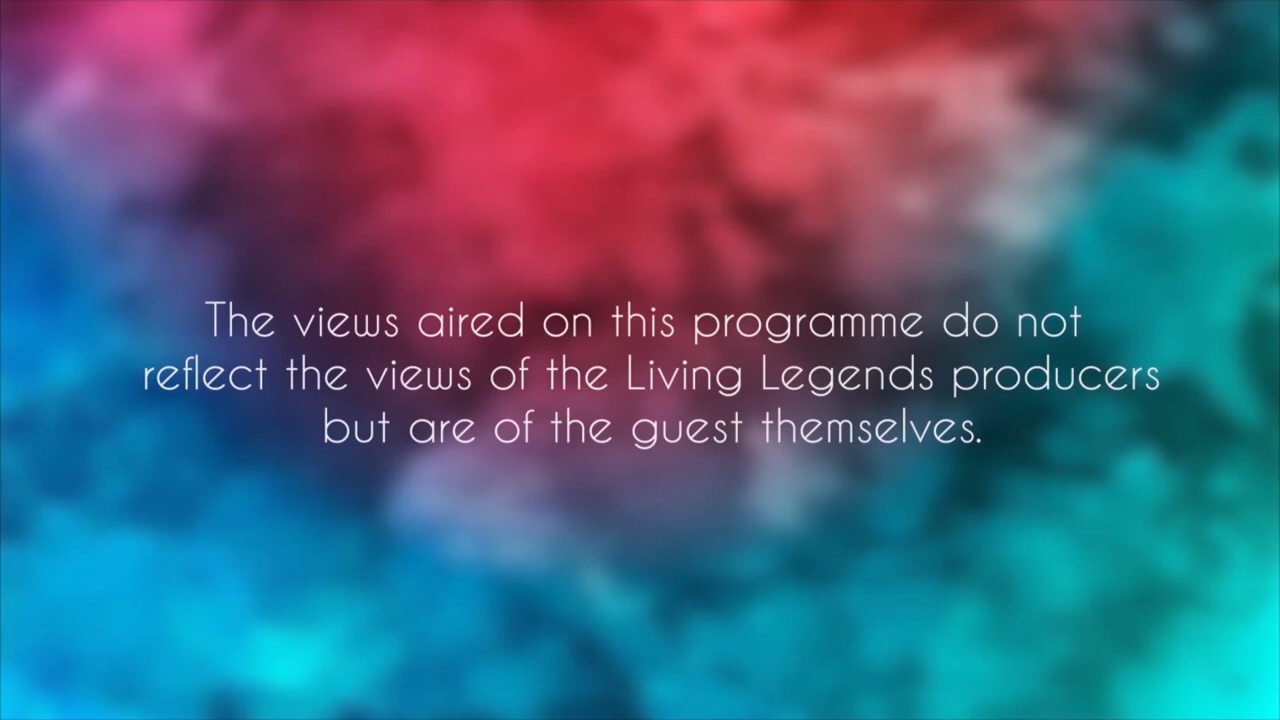 The views aired on this programme do not
reflect the views of the Living Legends producers
but are of the guest themselves.